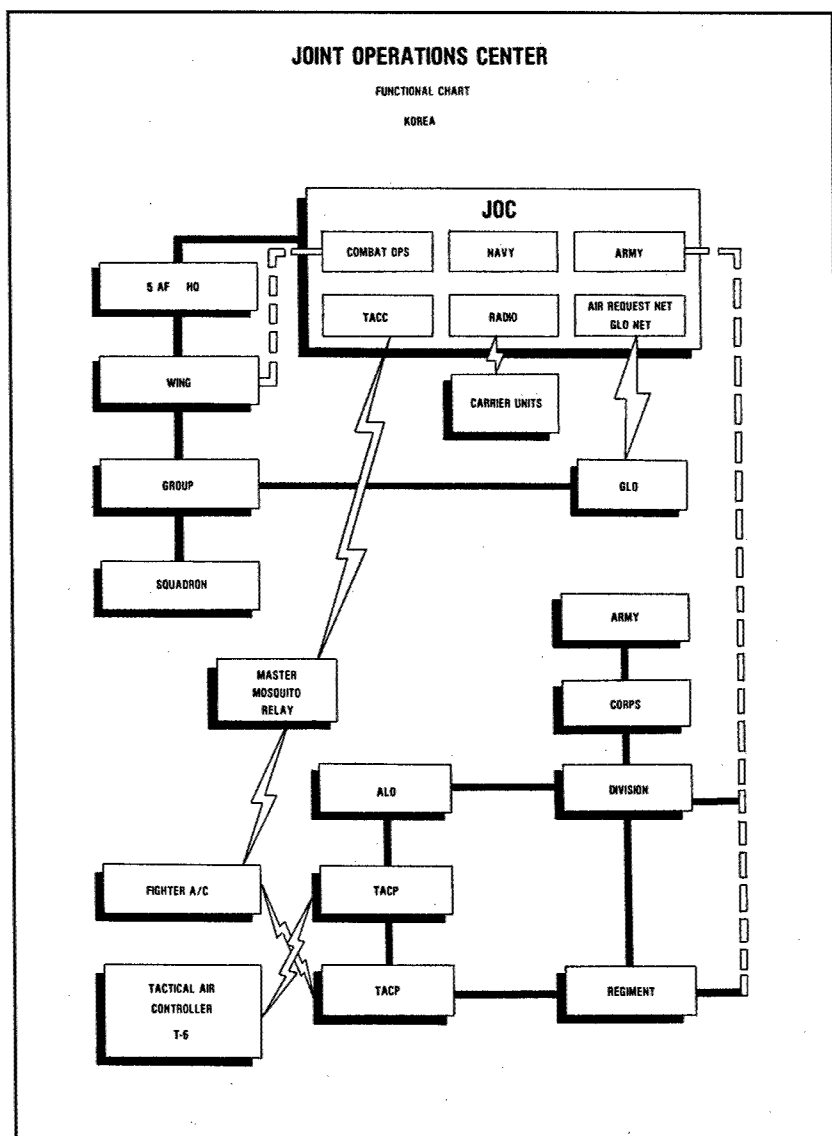 JOINT OPERATIONS CENTER
FUNCTIONAL CHART
KOREA
JOC
COMBAT OPS
NAVY
ARMY
5 AF HQ
TACC
RADIO
AIR REQUEST NET
GLO NET
WING
CARRIER UNITS
GROUP
GLO
SQUADRON
ARMY
MASTER
MOSQUITO
RELAY
CORPS
ALO
DIVISION
FIGHTER A/C
TACP
TACTICAL AIR
CONTROLLER
T-6
TACP
REGIMENT